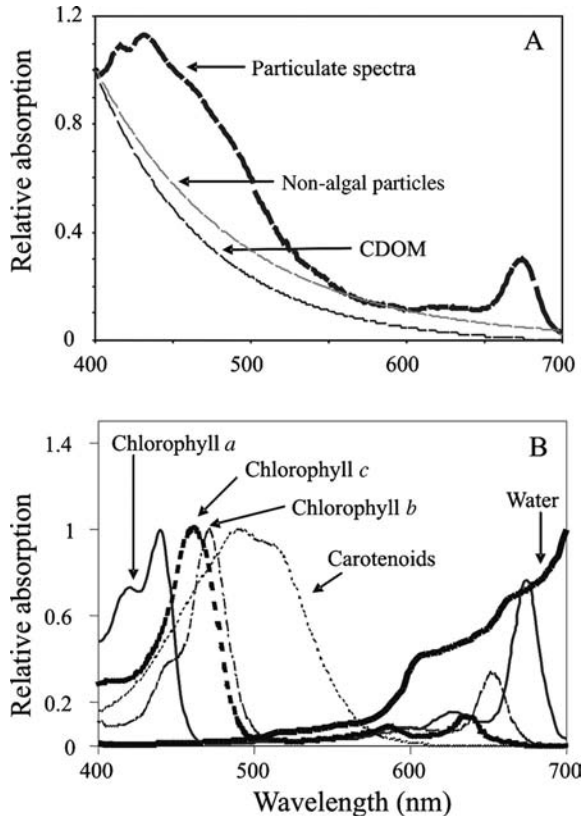 1.2
A
Particulate spectra
0.8
Relative absorption
Non-algal particles
0.4
CDOM
0
400
500
600
700
1.4
B
Chlorophyll a
Chlorophyll c
Chlorophyll b
Water
1
Carotenoids
Relative absorption
0.6
0.2
0
400
500
600
700
Wavelength (nm)